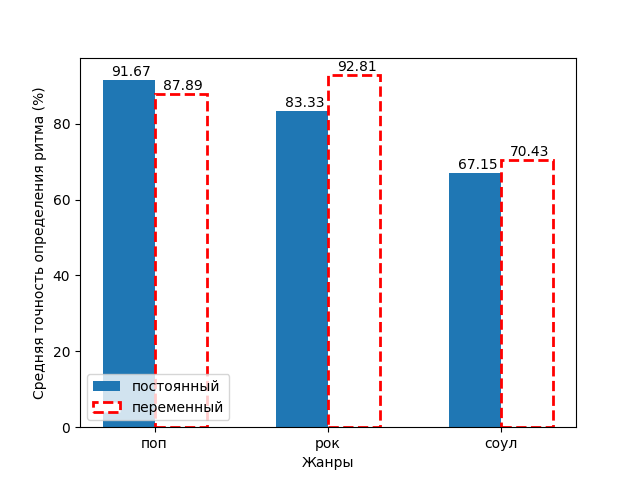 91.67
87.89
83.33
92.81
67.15
70.43
Средняя точность определения ритма (%)
80
60
40
20
0
постоянный
переменный
поп
рок
соул
Жанры